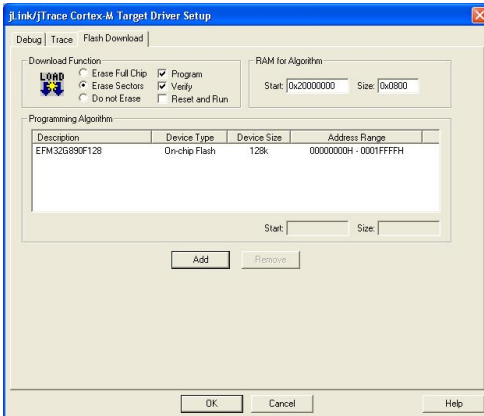 jLink/jTrace Cortex-M Target Driver Setup
Debug Trace Flash Download
Download Function
LOAD
Erase Full Chip Program
Erase Sectors Verify
Do not Erase Reset and Run
RAM for Algorithm
Start: 0x20000000 Size: 0x0800
Programming Algorithm
Description Device Type Device Size Address Range
EFM32G890F128 On-chip Flash 128k 00000000H - 0001FFFFH
Start: Size:
Add Remove
OK Cancel Help